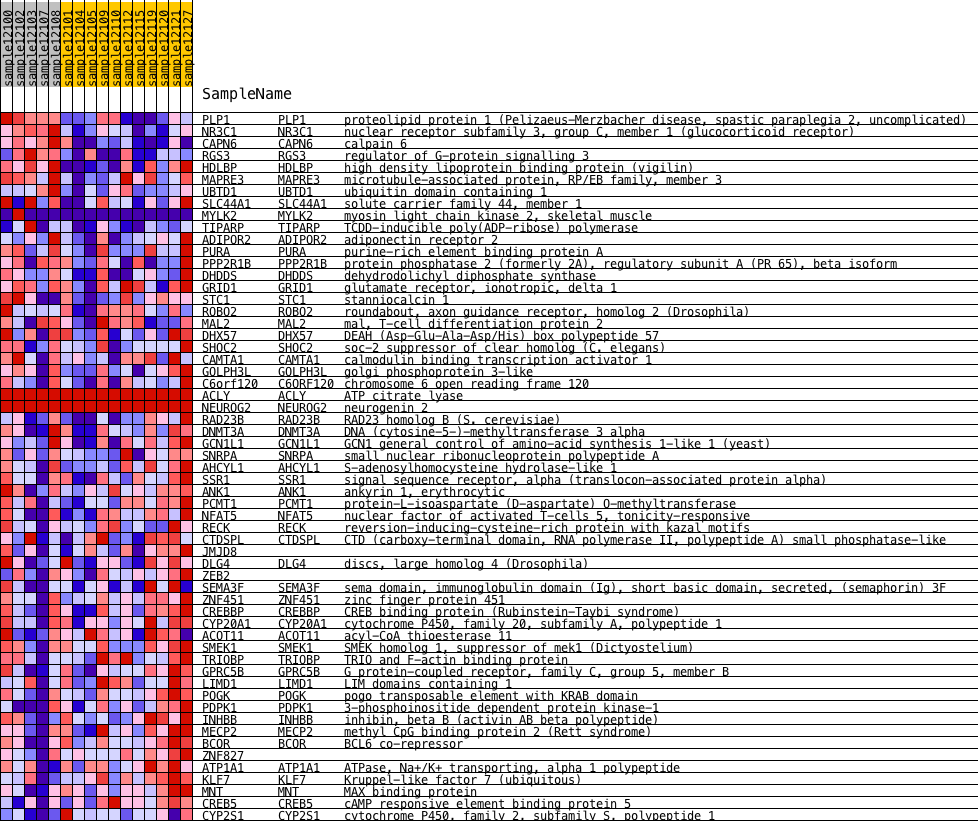 sample12100
sample12102
sample12103
sample12107
sample12108
sample12101
sample12104
sample12105
sample12109
sample12110
sample12112
sample12115
sample12119
sample12120
sample12121
sample12127
SampleName
PLP1 PLP1 proteolipid protein 1 (Pelizaeus-Merzbacher disease, spastic paraplegia 2, uncomplicated)
NR3C1 NR3C1 nuclear receptor subfamily 3, group C, member 1 (glucocorticoid receptor)
CAPN6 CAPN6 calpain 6
RGS3 RGS3 regulator of G-protein signalling 3
HDLBP HDLBP high density lipoprotein binding protein (vigilin)
MAPRE3 MAPRE3 microtubule-associated protein, RP/EB family, member 3
UBTD1 UBTD1 ubiquitin domain containing 1
SLC44A1 SLC44A1 solute carrier family 44, member 1
MYLK2 MYLK2 myosin light chain kinase 2, skeletal muscle
TIPARP TIPARP TCDD-inducible poly(ADP-ribose) polymerase
ADIPOR2 ADIPOR2 adiponectin receptor 2
PURA PURA purine-rich element binding protein A
PPP2R1B PPP2R1B protein phosphatase 2 (formerly 2A), regulatory subunit A (PR 65), beta isoform
DHDDS DHDDS dehydrodolichyl diphosphate synthase
GRID1 GRID1 glutamate receptor, ionotropic, delta 1
STC1 STC1 stanniocalcin 1
ROBO2 ROBO2 roundabout, axon guidance receptor, homolog 2 (Drosophila)
MAL2 MAL2 mal, T-cell differentiation protein 2
DHX57 DHX57 DEAH (Asp-Glu-Ala-Asp/His) box polypeptide 57
SHOC2 SHOC2 soc-2 suppressor of clear homolog (C. elegans)
CAMTA1 CAMTA1 calmodulin binding transcription activator 1
GOLPH3L GOLPH3L golgi phosphoprotein 3-like
C6orf120 C6ORF120 chromosome 6 open reading frame 120
ACLY ACLY ATP citrate lyase
NEUROG2 NEUROG2 neurogenin 2
RAD23B RAD23B RAD23 homolog B (S. cerevisiae)
DNMT3A DNMT3A DNA (cytosine-5-)-methyltransferase 3 alpha
GCN1L1 GCN1L1 GCN1 general control of amino-acid synthesis 1-like 1 (yeast)
SNRPA SNRPA small nuclear ribonucleoprotein polypeptide A
AHCYL1 AHCYL1 S-adenosylhomocysteine hydrolase-like 1
SSR1 SSR1 signal sequence receptor, alpha (translocon-associated protein alpha)
ANK1 ANK1 ankyrin 1, erythrocytic
PCMT1 PCMT1 protein-L-isoaspartate (D-aspartate) O-methyltransferase
NFAT5 NFAT5 nuclear factor of activated T-cells 5, tonicity-responsive
RECK RECK reversion-inducing-cysteine-rich protein with kazal motifs
CTDSPL CTDSPL CTD (carboxy-terminal domain, RNA polymerase II, polypeptide A) small phosphatase-like
JMJD8
DLG4 DLG4 discs, large homolog 4 (Drosophila)
ZEB2
SEMA3F SEMA3F sema domain, immunoglobulin domain (Ig), short basic domain, secreted, (semaphorin) 3F
ZNF451 ZNF451 zinc finger protein 451
CREBBP CREBBP CREB binding protein (Rubinstein-Taybi syndrome)
CYP20A1 CYP20A1 cytochrome P450, family 20, subfamily A, polypeptide 1
ACOT11 ACOT11 acyl-CoA thioesterase 11
SMEK1 SMEK1 SMEK homolog 1, suppressor of mek1 (Dictyostelium)
TRIOBP TRIOBP TRIO and F-actin binding protein
GPRC5B GPRC5B G protein-coupled receptor, family C, group 5, member B
LIMD1 LIMD1 LIM domains containing 1
POGK POGK pogo transposable element with KRAB domain
PDPK1 PDPK1 3-phosphoinositide dependent protein kinase-1
INHBB INHBB inhibin, beta B (activin AB beta polypeptide)
MECP2 MECP2 methyl CpG binding protein 2 (Rett syndrome)
BCOR BCOR BCL6 co-repressor
ZNF827
ATP1A1 ATP1A1 ATPase, Na+/K+ transporting, alpha 1 polypeptide
KLF7 KLF7 Kruppel-like factor 7 (ubiquitous)
MNT MNT MAX binding protein
CREB5 CREB5 cAMP responsive element binding protein 5
CYP2S1 CYP2S1 cytochrome P450, family 2, subfamily S, polypeptide 1